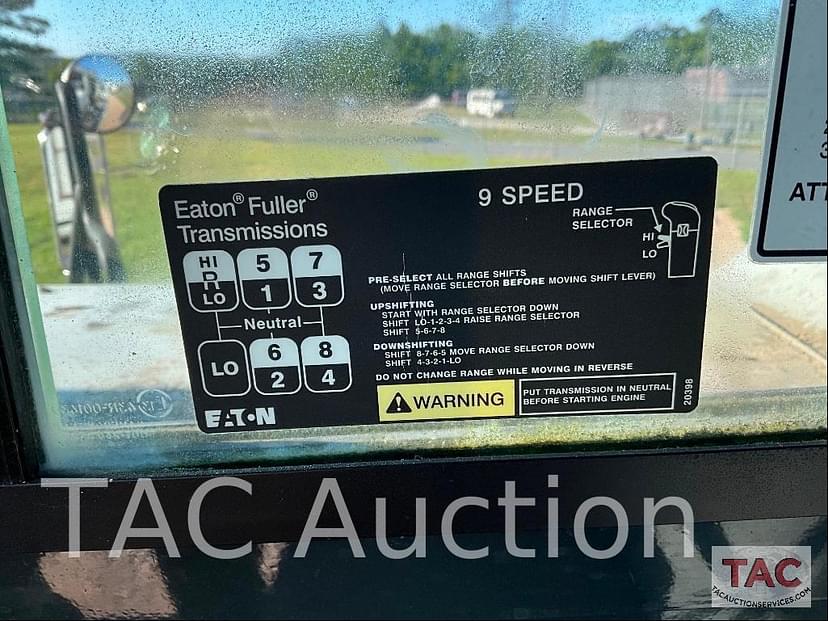 Eaton® Fuller®
Transmissions
9 SPEED
RANGE
SELECTOR
HI
LO
HI
R
LO
5
1
7
3
Neutral
LO
6
2
8
4
PRE-SELECT ALL RANGE SHIFTS
(MOVE RANGE SELECTOR BEFORE MOVING SHIFT LEVER)
UPSHIFTING
START WITH RANGE SELECTOR DOWN
SHIFT LO-1-2-3-4 RAISE RANGE SELECTOR
SHIFT 5-6-7-8
DOWNSHIFTING
SHIFT 8-7-6-5 MOVE RANGE SELECTOR DOWN
SHIFT 4-3-2-1-LO
DO NOT CHANGE RANGE WHILE MOVING IN REVERSE
WARNING
PUT TRANSMISSION IN NEUTRAL
BEFORE STARTING ENGINE
20398
EATON
ATT
TAC Auction
TAC
TACAUCTIONSERVICES.COM